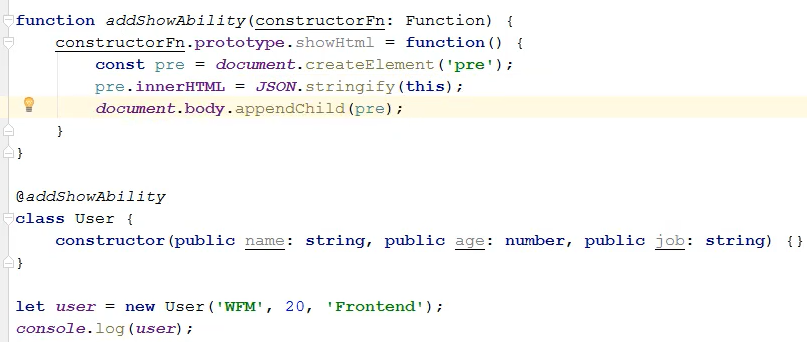 function addShowAbility(constructorFn: Function) {
    constructorFn.prototype.showHtml = function() {
        const pre = document.createElement('pre');
        pre.innerHTML = JSON.stringify(this);
        document.body.appendChild(pre);
    }
}
@addShowAbility
class User {
    constructor(public name: string, public age: number, public job: string) {}
}
let user = new User('WFM', 20, 'Frontend');
console.log(user);